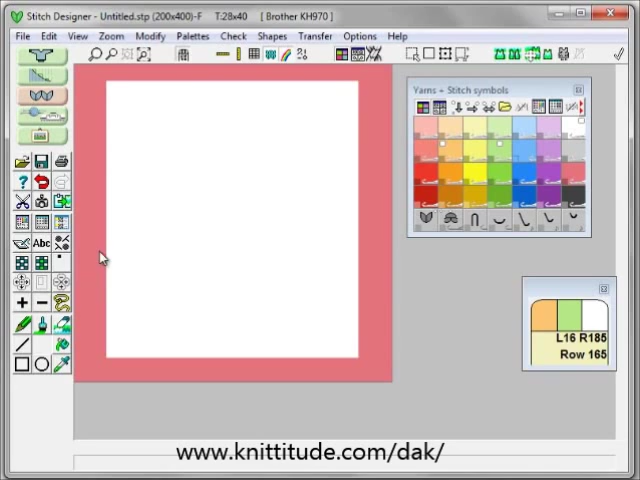 Stitch Designer - Untitled.stp (200x400)-F T:28x40 [ Brother KH970 ]
File Edit View Zoom Modify Palettes Check Shapes Transfer Options Help
Yarns + Stitch symbols
Abc
L16 R185
Row 165
www.knittitude.com/dak/